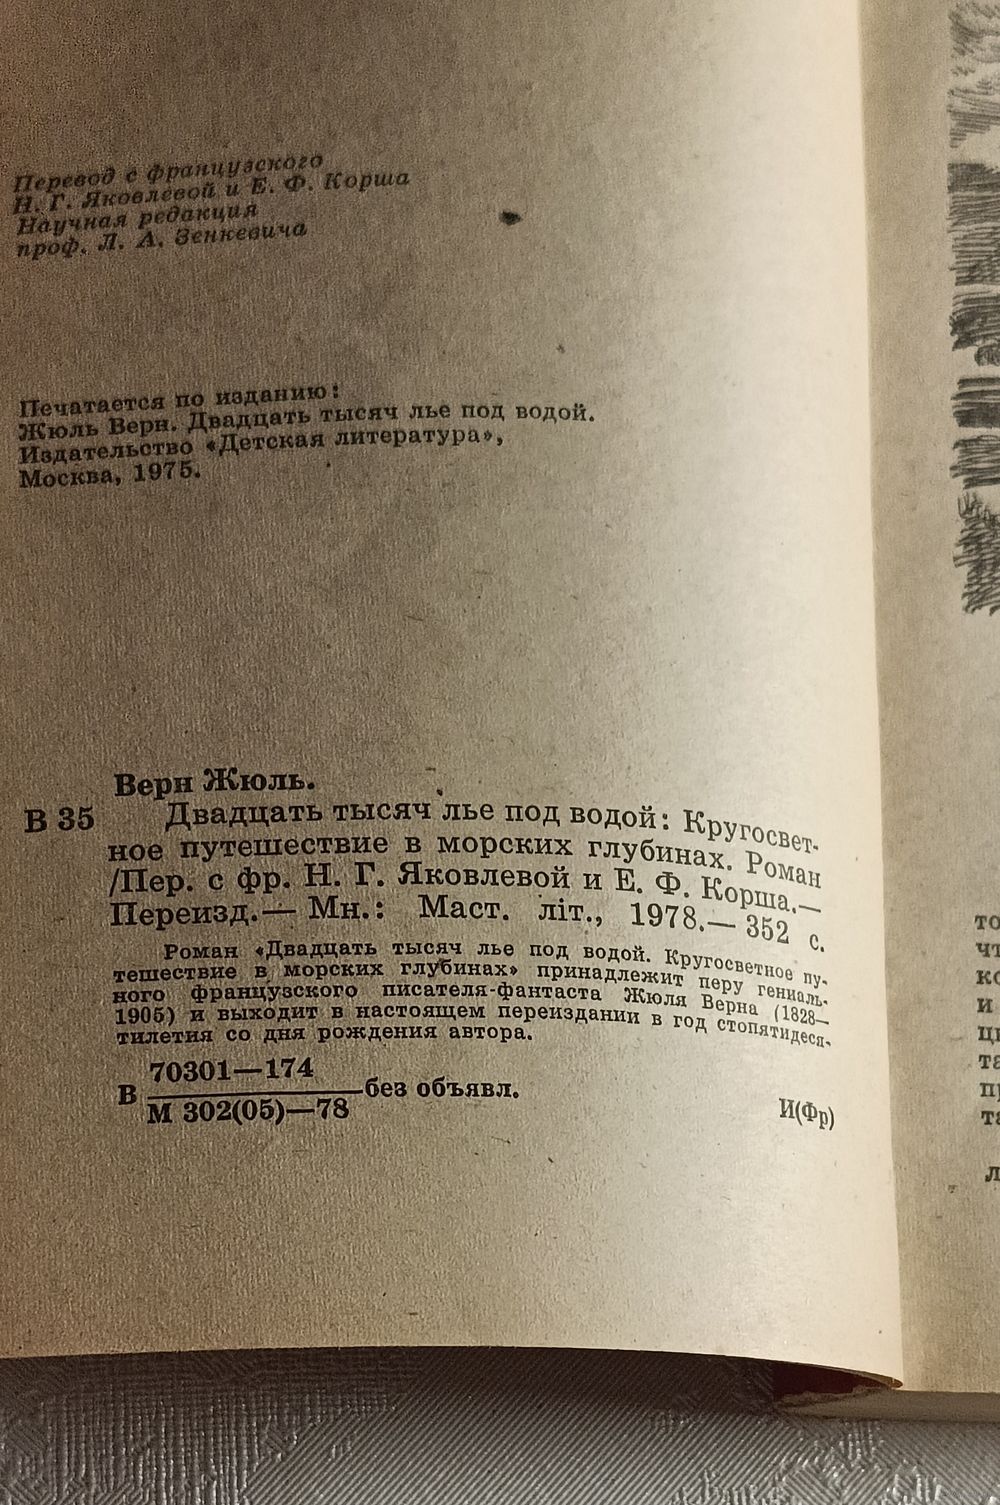 Перевод с французского
Н. Г. Яковлевой и Е. Ф. Корша
Научная редакция
проф. Л. А. Зенкевича
Печатается по изданию:
Жюль Верн. Двадцать тысяч лье под водой.
Издательство «Детская литература»,
Москва, 1975.
Верн Жюль.
В 35 Двадцать тысяч лье под водой: Кругосвет-
ное путешествие в морских глубинах. Роман
/Пер. с фр. Н. Г. Яковлевой и Е. Ф. Корша.—
Переизд.— Мн.: Маст. літ., 1978.— 352 с.
Роман «Двадцать тысяч лье под водой. Кругосветное пу-
тешествие в морских глубинах» принадлежит перу гениаль-
ного французского писателя-фантаста Жюля Верна (1828—
1905) и выходит в настоящем переиздании в год стопятидеся-
тилетия со дня рождения автора.
70301—174
В без объявл.
М 302(05)—78
И(Фр)